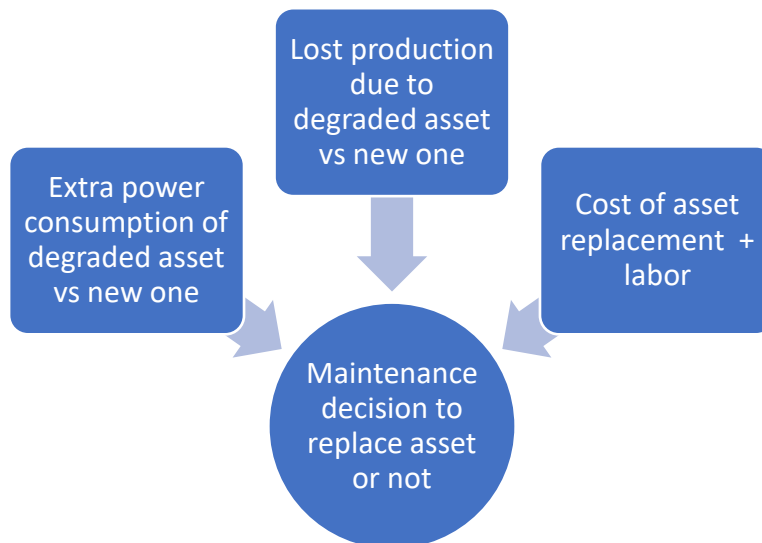 Lost production
due to
degraded asset
vs new one
Extra power
consumption of
degraded asset
vs new one
Cost of asset
replacement +
labor
Maintenance
decision to
replace asset
or not